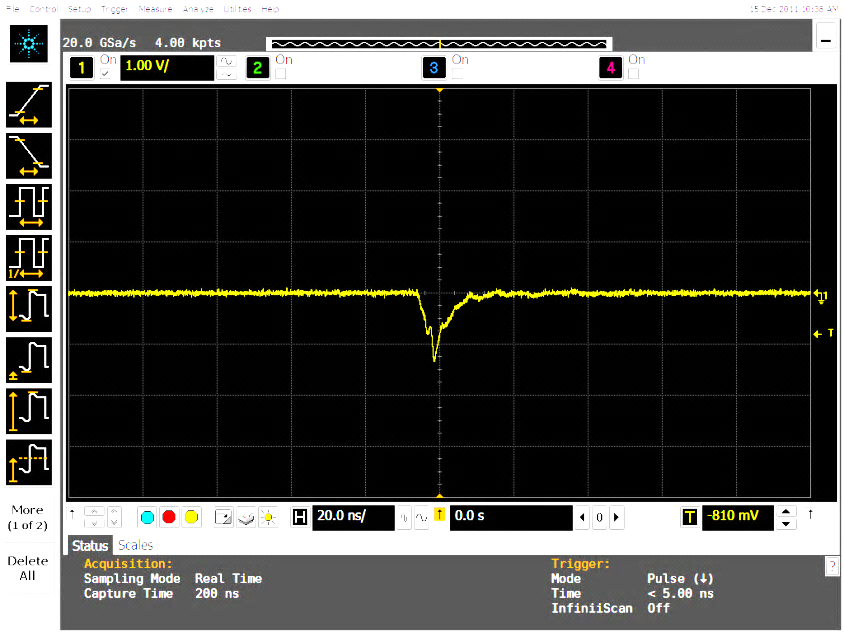 File Control Setup Trigger Measure Analyze Utilities Help 15 Dec 2011 10:38 AM
20.0 GSa/s 4.00 kpts
1 On 1.00 V/ 2 On 3 On 4 On
1
T
1/
More
(1 of 2)
Delete
All
H 20.0 ns/ 0.0 s 0 T -810 mV
Status Scales
Acquisition:
Sampling Mode Real Time
Capture Time 200 ns
Trigger:
Mode Pulse (↓)
Time < 5.00 ns
InfiniiScan Off
?